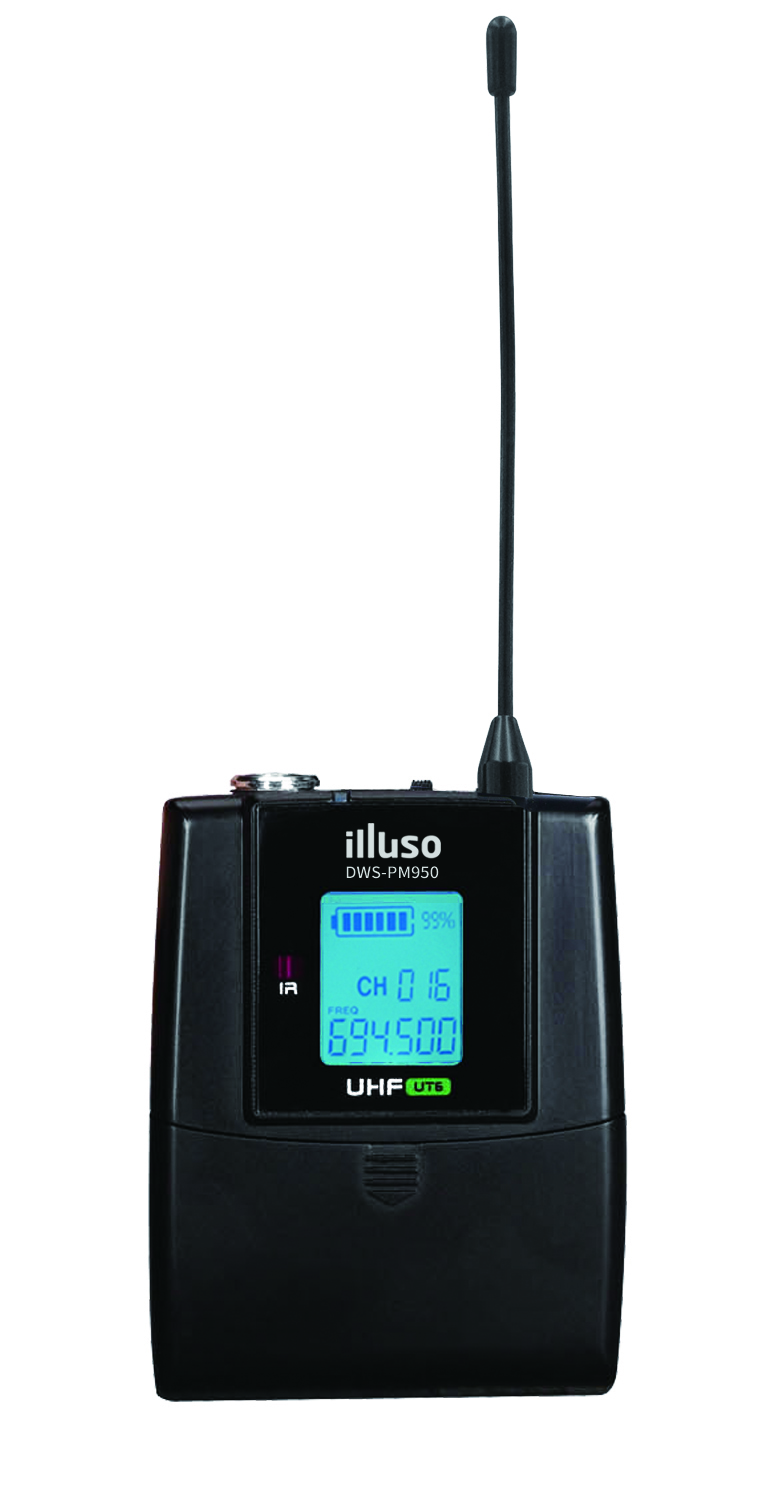 illuso
DWS-PM950
99%
CH 016
IR
FREQ
694.500
UHF UT6